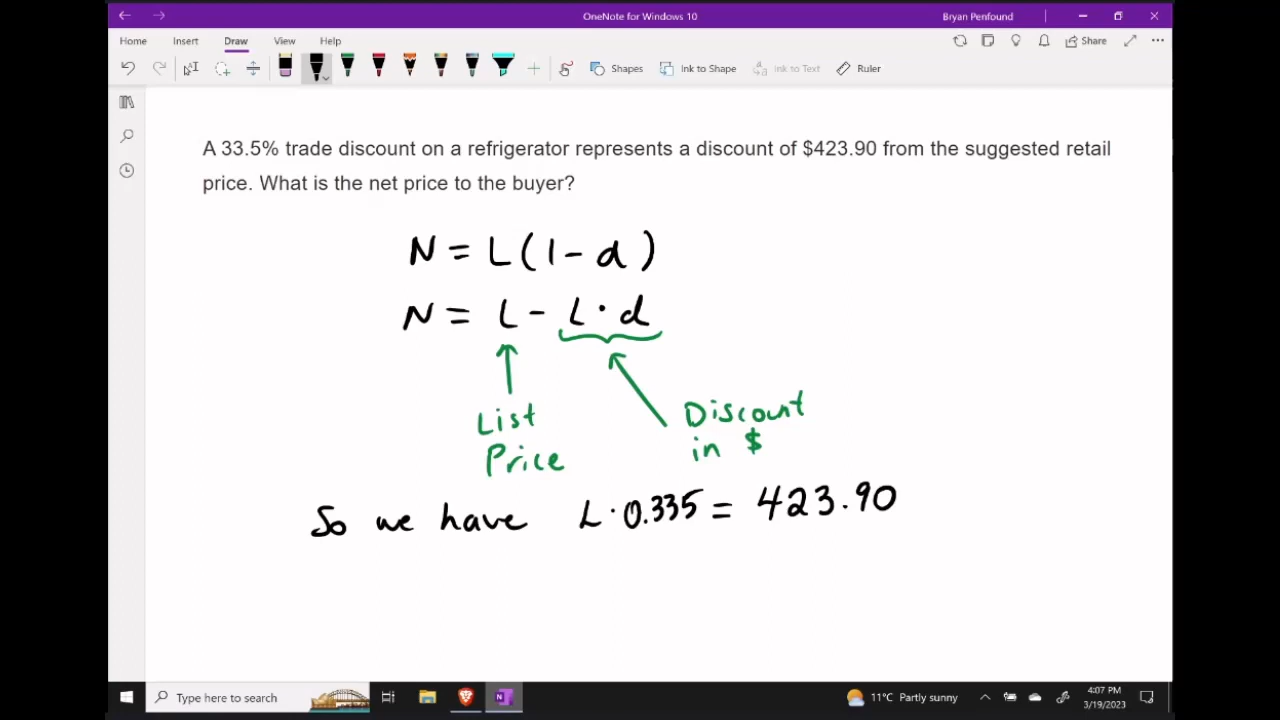 OneNote for Windows 10
Bryan Penfound
Home Insert Draw View Help
Share
Shapes Ink to Shape Ink to Text Ruler
A 33.5% trade discount on a refrigerator represents a discount of $423.90 from the suggested retail
price. What is the net price to the buyer?
N = L(1 - d)
N = L - L · d
List
Price
Discount
in $
So we have L · 0.335 = 423.90
Type here to search
11°C Partly sunny
4:07 PM
3/19/2023